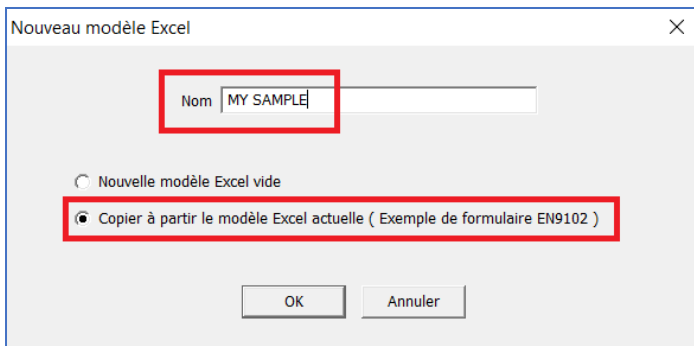 Nouveau modèle Excel
Nom MY SAMPLE
Nouvelle modèle Excel vide
Copier à partir le modèle Excel actuelle ( Exemple de formulaire EN9102 )
OK Annuler